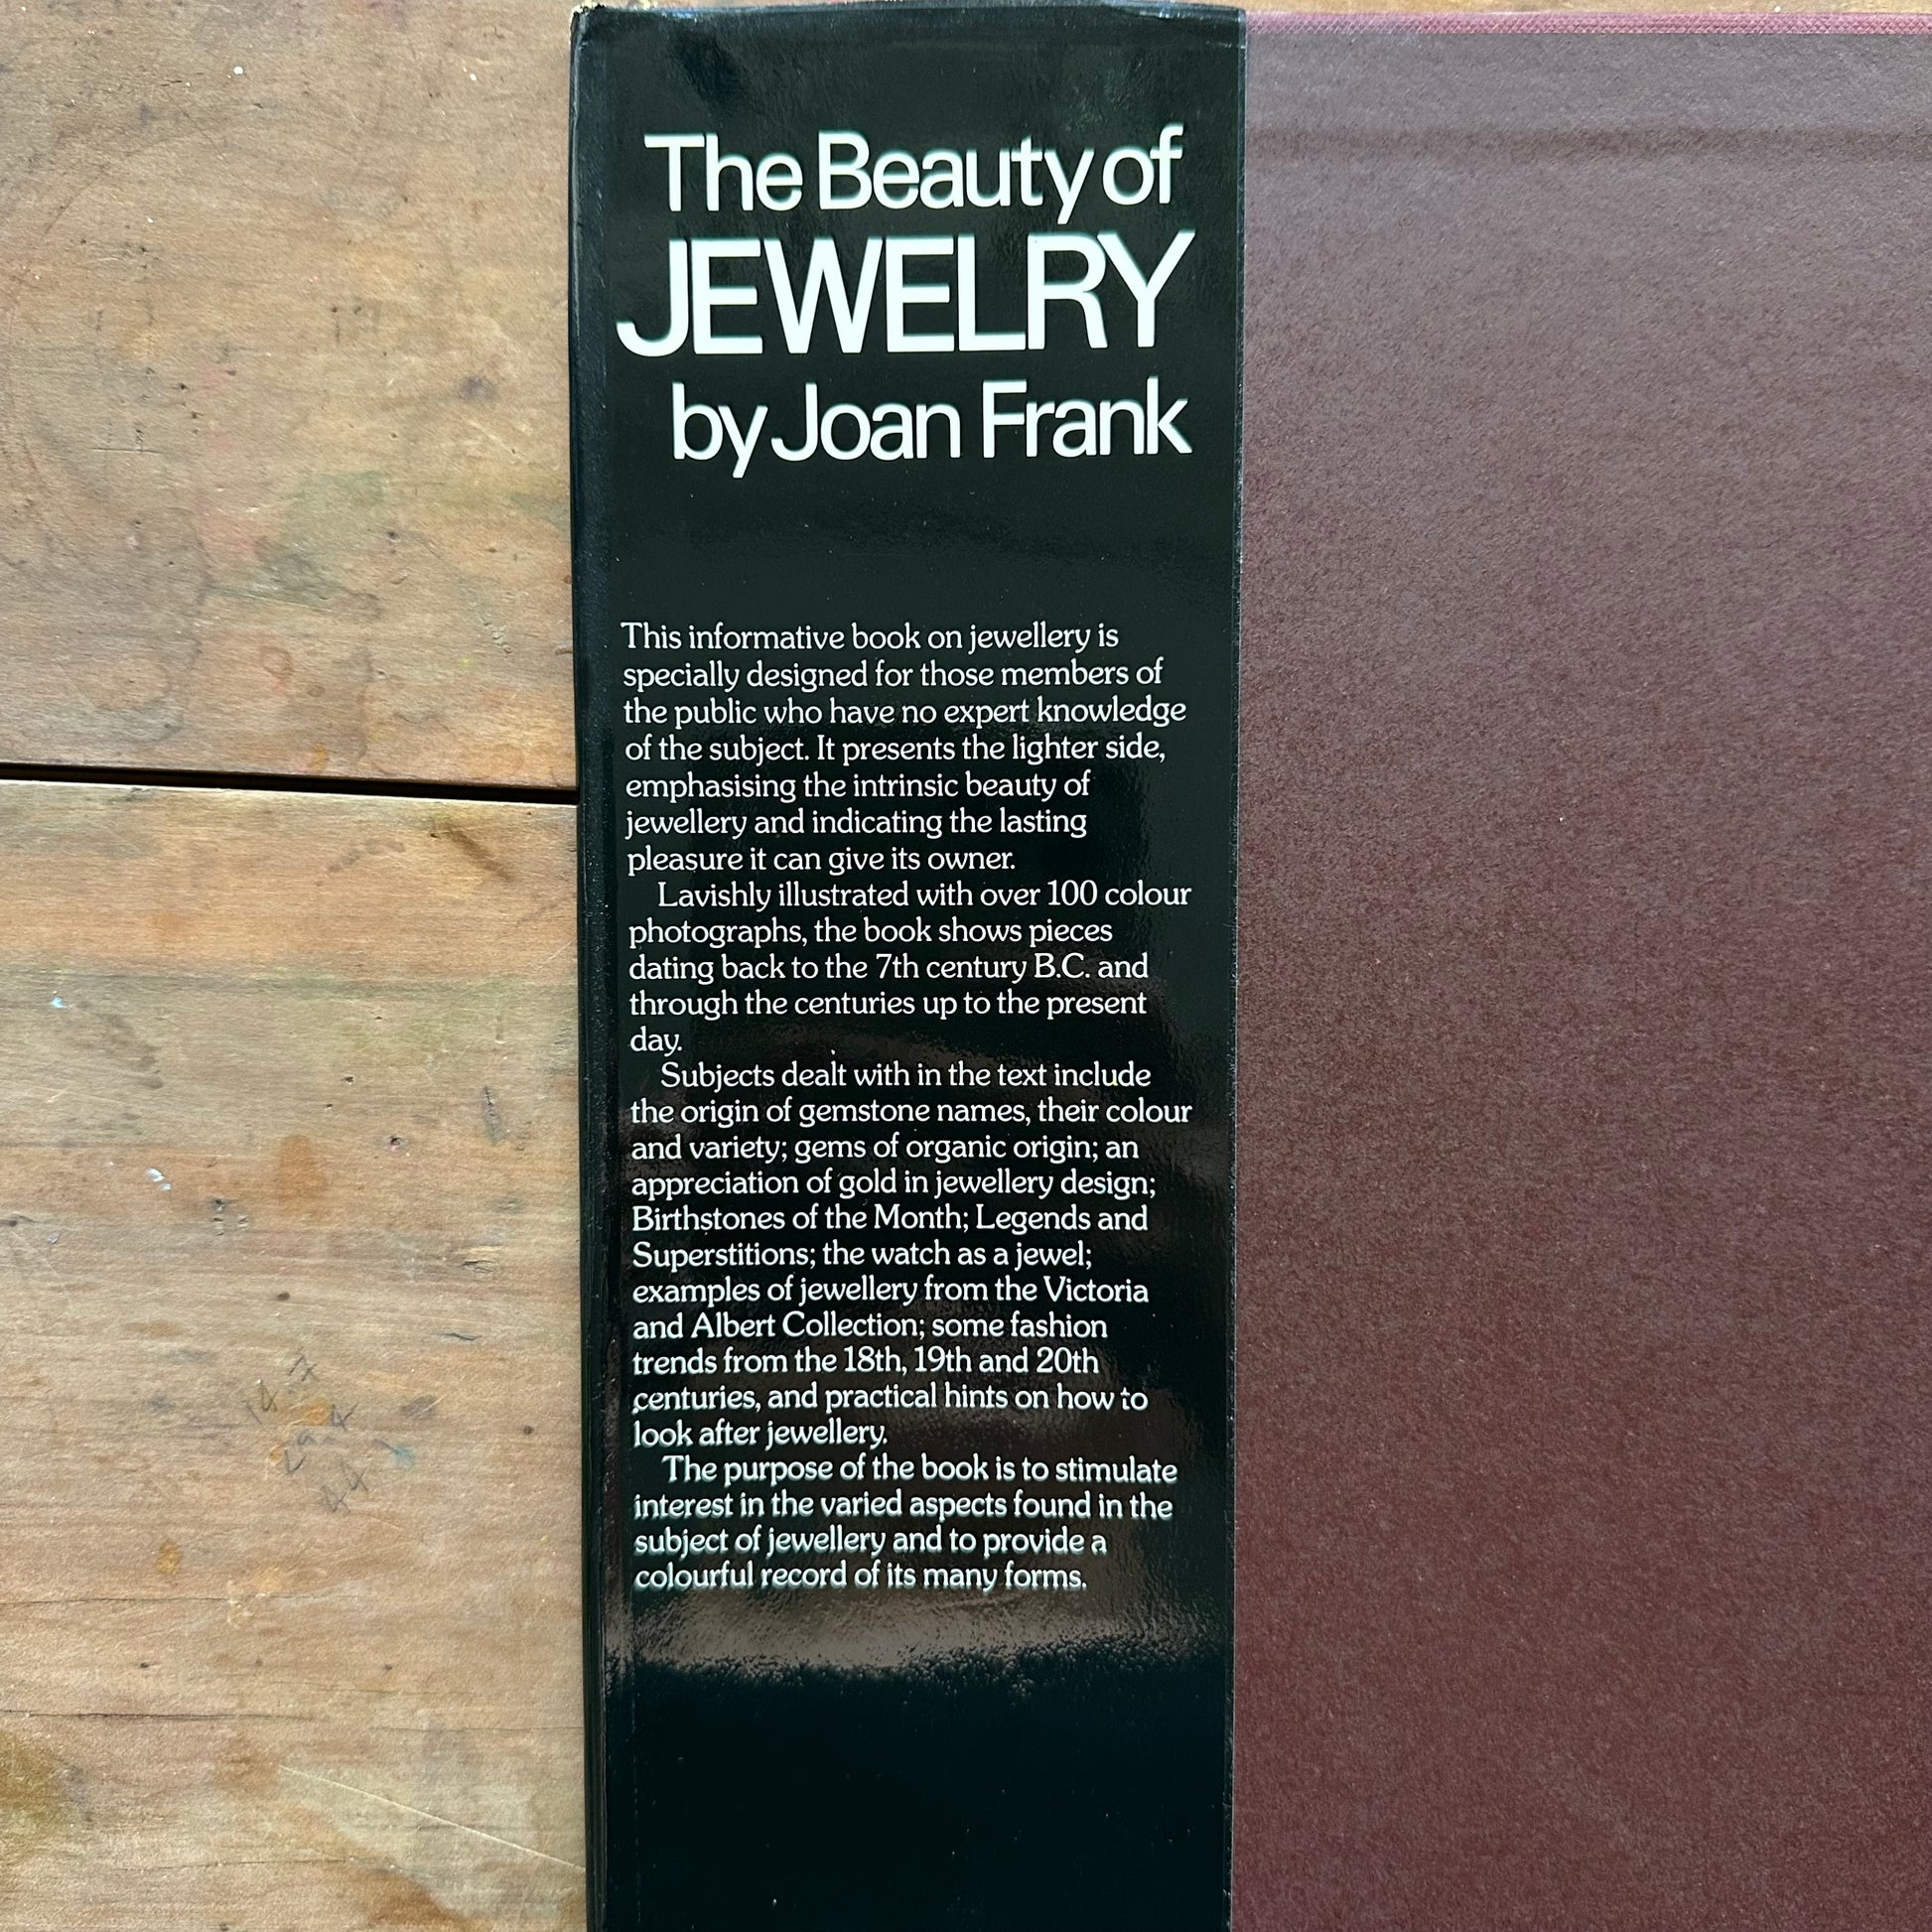 The Beauty of
JEWELRY
by Joan Frank
This informative book on jewellery is
specially designed for those members of
the public who have no expert knowledge
of the subject. It presents the lighter side,
emphasising the intrinsic beauty of
jewellery and indicating the lasting
pleasure it can give its owner.
Lavishly illustrated with over 100 colour
photographs, the book shows pieces
dating back to the 7th century B.C. and
through the centuries up to the present
day.
Subjects dealt with in the text include
the origin of gemstone names, their colour
and variety; gems of organic origin; an
appreciation of gold in jewellery design;
Birthstones of the Month; Legends and
Superstitions; the watch as a jewel;
examples of jewellery from the Victoria
and Albert Collection; some fashion
trends from the 18th, 19th and 20th
centuries, and practical hints on how to
look after jewellery.
The purpose of the book is to stimulate
interest in the varied aspects found in the
subject of jewellery and to provide a
colourful record of its many forms.